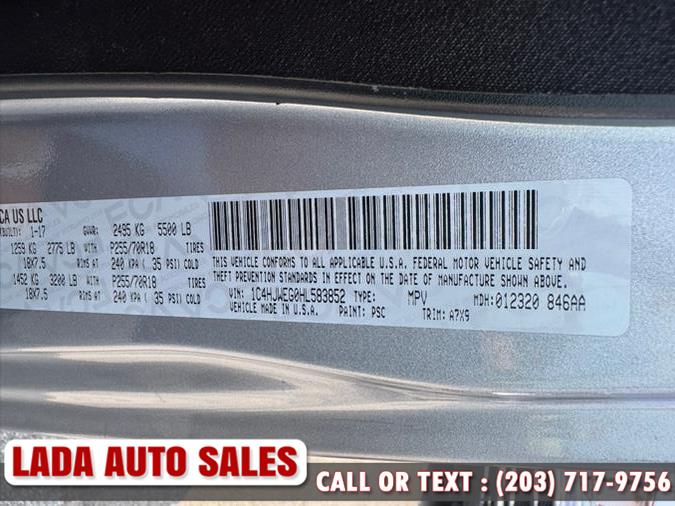 CA US LLC
BUILT): 1-17 GVWR: 2495 KG 5500 LB
1259 KG 2775 LB WITH P255/70R18 TIRES
18X7.5 RIMS AT 240 KPA ( 35 PSI) COLD
1452 KG 3200 LB WITH P255/70R18 TIRES
18X7.5 RIMS AT 240 KPA ( 35 PSI) COLD
THIS VEHICLE CONFORMS TO ALL APPLICABLE U.S.A. FEDERAL MOTOR VEHICLE SAFETY AND
THEFT PREVENTION STANDARDS IN EFFECT ON THE DATE OF MANUFACTURE SHOWN ABOVE.
VIN: 1C4HJWEG0HL583852 TYPE: MPV MDH: 012320 846AA
VEHICLE MADE IN U.S.A. PAINT: PSC TRIM: A7X9
LADA AUTO SALES
CALL OR TEXT : (203) 717-9756